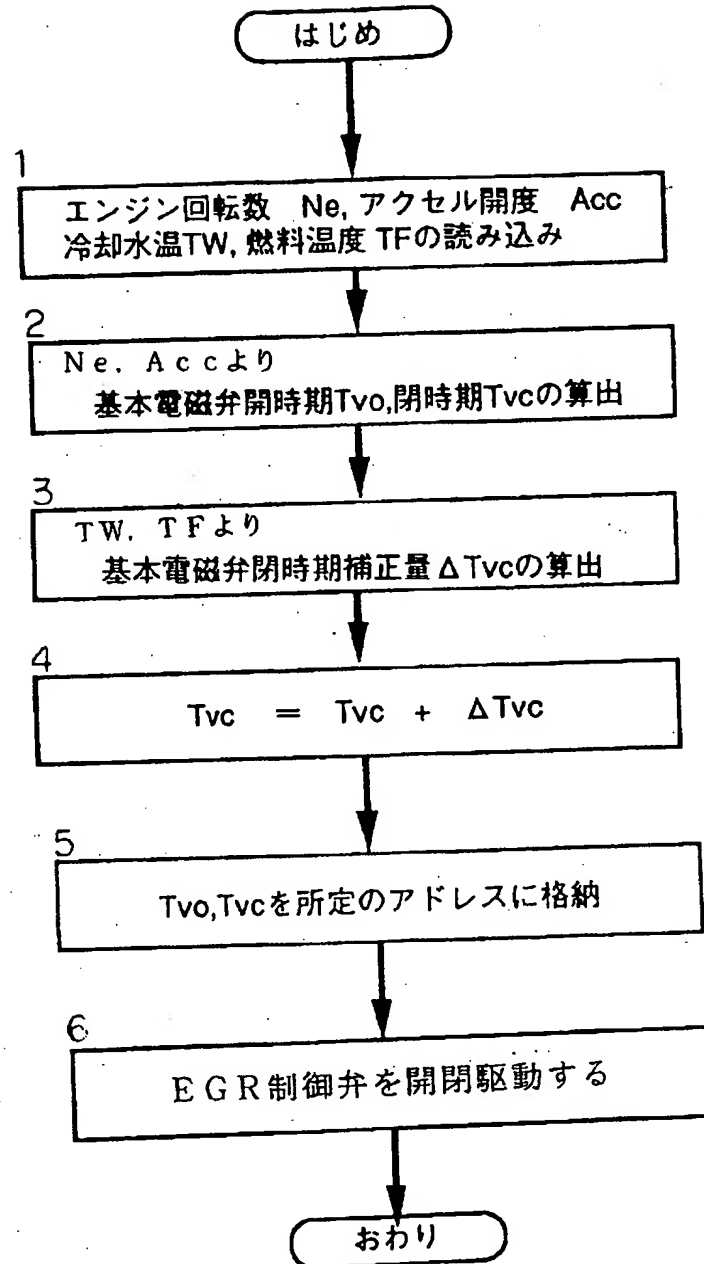 はじめ
1
エンジン回転数 Ne, アクセル開度 Acc
冷却水温TW, 燃料温度 TFの読み込み
2
Ne. Accより
基本電磁弁開時期Tvo,閉時期Tvcの算出
3
TW. TFより
基本電磁弁閉時期補正量ΔTvcの算出
4
Tvc = Tvc + ΔTvc
5
Tvo,Tvcを所定のアドレスに格納
6
EGR制御弁を開閉駆動する
おわり